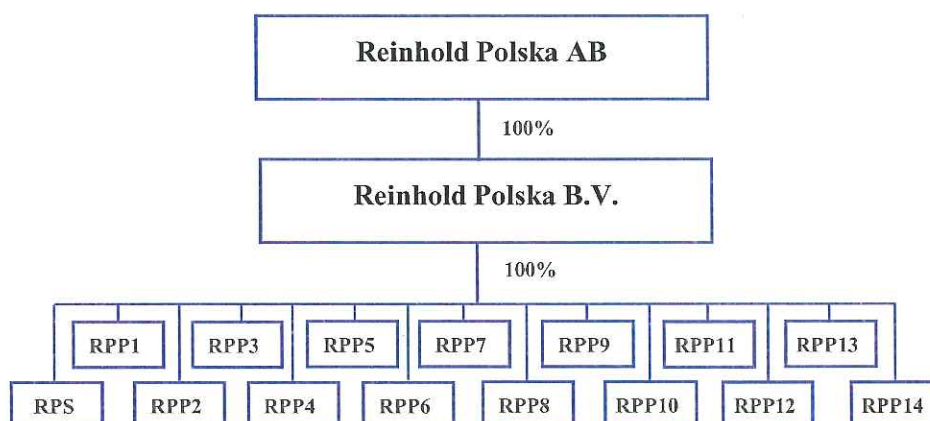 Reinhold Polska AB
100%
Reinhold Polska B.V.
100%
RPP1 RPP3 RPP5 RPP7 RPP9 RPP11 RPP13
RPS RPP2 RPP4 RPP6 RPP8 RPP10 RPP12 RPP14